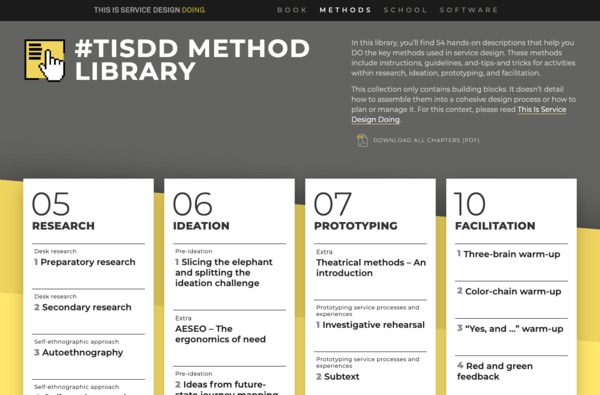 THIS IS SERVICE DESIGN DOING.
BOOK METHODS SCHOOL SOFTWARE
#TISDD METHOD
LIBRARY
In this library, you'll find 54 hands-on descriptions that help you
DO the key methods used in service design. These methods
include instructions, guidelines, and-tips-and tricks for activities
within research, ideation, prototyping, and facilitation.
This collection only contains building blocks. It doesn't detail
how to assemble them into a cohesive design process or how to
plan or manage it. For this context, please read This Is Service
Design Doing.
DOWNLOAD ALL CHAPTERS (PDF)
05
RESEARCH
Desk research
1 Preparatory research
Desk research
2 Secondary research
Self-ethnographic approach
3 Autoethnography
Self-ethnographic approach
06
IDEATION
Pre-ideation
1 Slicing the elephant
and splitting the
ideation challenge
Extra
AESEO – The
ergonomics of need
Pre-ideation
2 Ideas from future-
state journey mapping
07
PROTOTYPING
Extra
Theatrical methods – An
introduction
Prototyping service processes and
experiences
1 Investigative rehearsal
Prototyping service processes and
experiences
2 Subtext
10
FACILITATION
1 Three-brain warm-up
2 Color-chain warm-up
3 “Yes, and …” warm-up
4 Red and green
feedback